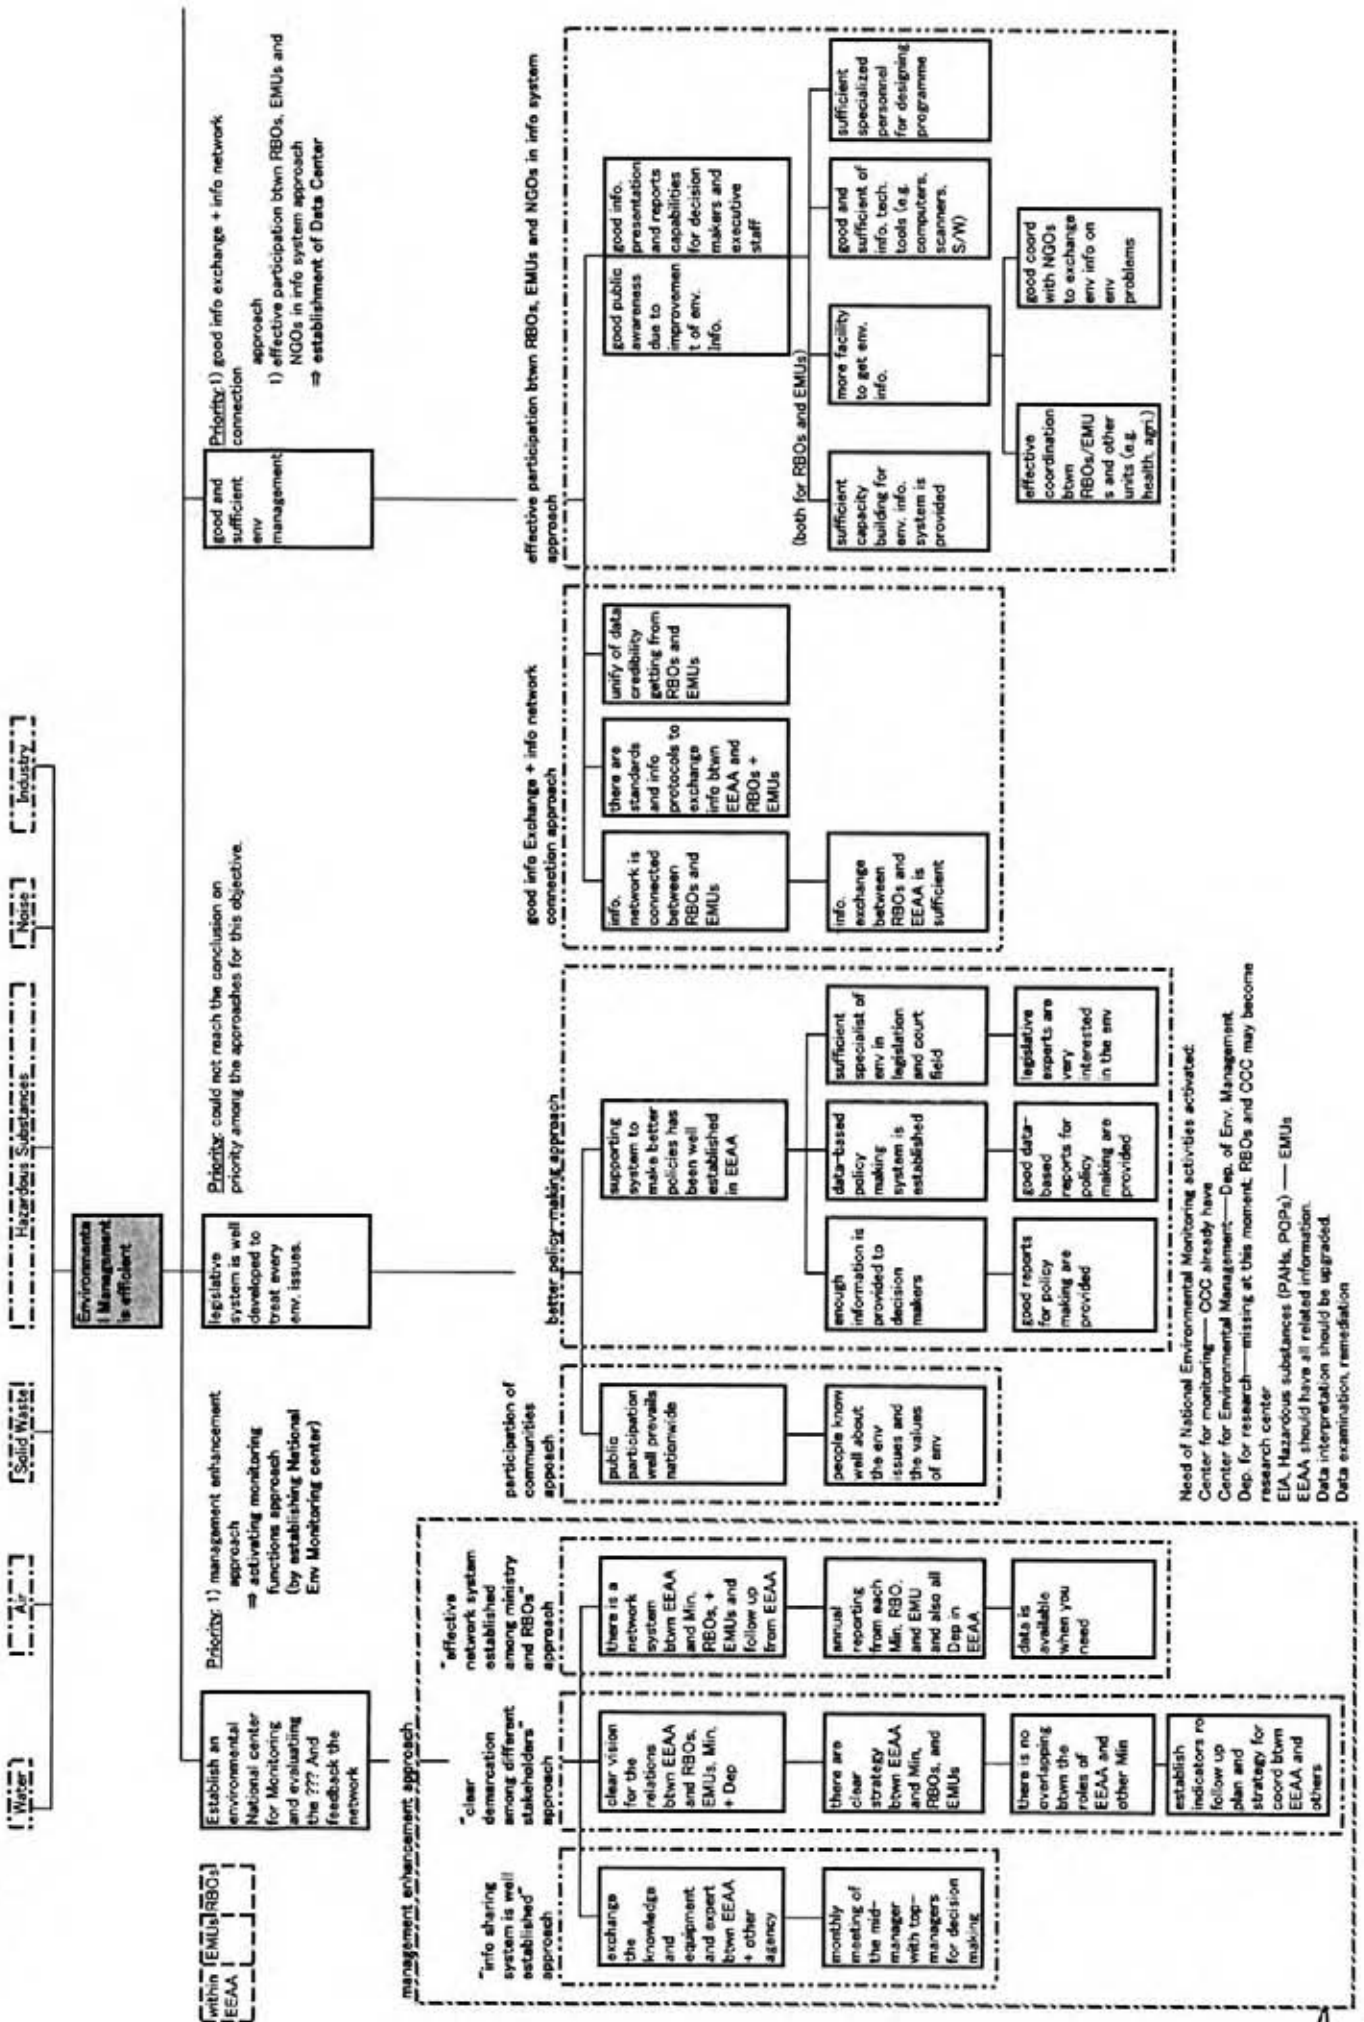 Water
Air
Solid Waste
Hazardous Substances
Noise
Industry
Environmenta
l Management
is efficient
within
EEAA
EMUs
RBOs
Establish an
environmental
National center
for Monitoring
and evaluatiing
the ??? And
feedback the
network
Priority: 1) management enhancement
approach
⇒ activating monitoring
functions approach
(by establishing National
Env Monitoring center)
legislative
system is well
developed to
treat every
env. issues.
Priority: could not reach the conclusion on
priority among the approaches for this objective.
good and
sufficient
env
management
Priority:1) good info exchange + info network
connection
approach
1) effective participation btwn RBOs, EMUs and
NGOs in info system approach
⇒ establishment of Data Center
management enhancement approach
"info sharing
system is well
established"
approach
"clear
demarcation
among different
stakeholders"
approach
"effective
network system
established
among ministry
and RBOs"
approach
participation of
communities
appoach
better policy-making approach
good info Exchange + info network
connection approach
effective participation btwn RBOs, EMUs and NGOs in info system
approach
exchange
the
knowledge
and
equipment
and expert
btwn EEAA
+ other
agency
monthly
meeting of
the mid-
manager
with top-
managers
for decision
making
clear vision
for the
relations
btwn EEAA
and RBOs,
EMUs, Min.
+ Dep
there are
clear
strategy
btwn EEAA
and Min,
RBOs, and
EMUs
there is no
overlapping
btwn the
roles of
EEAA and
other Min
establish
indicators ro
follow up
plan and
strategy for
coord btwn
EEAA and
others
there is a
network
system
btwn EEAA
and Min.
RBOs, +
EMUs and
follow up
from EEAA
annual
reporting
from each
Min, RBO.
and EMU
and also all
Dep in
EEAA
data is
available
when you
need
public
participation
well prevails
nationwide
people know
well about
the env
issues and
the values
of env
supporting
system to
make better
policies has
been well
established
in EEAA
enough
information is
provided to
decision
makers
data-based
policy
making
system is
established
sufficient
specialist of
env in
legislation
and court
field
good reports
for policy
making are
provided
good data-
based
reports for
policy
making are
provided
legislative
experts are
very
interested
in the env
info.
network is
connected
between
RBOs and
EMUs
there are
standards
and info
protocols to
exchange
info btwn
EEAA and
RBOs +
EMUs
unify of data
credibility
getting from
RBOs and
EMUs
info.
exchange
between
RBOs and
EEAA is
sufficient
good public
awareness
due to
improvemen
t of env.
Info.
good info.
presentation
and reports
capabilities
for decision
makers and
executive
staff
(both for RBOs and EMUs)
sufficient
capacity
building for
env. info.
system is
provided
more facility
to get env.
info.
good and
sufficient of
info. tech.
tools (e.g.
computers,
scanners,
S/W)
sufficient
specialized
personnel
for designing
programme
effective
coordination
btwn
RBOs/EMU
s and other
units (e.g.
health, agri.)
good coord
with NGOs
to exchange
env info on
env
problems
Need of National Environmental Monitoring activities activated:
Center for monitoring—— CCC already have
Center for Environmental Management——Dep. of Env. Management
Dep. for research——missing at this moment. RBOs and CCC may become
research center
EIA, Hazardous substances (PAHs, POPs) —— EMUs
EEAA should have all related information.
Data interpretation should be upgraded.
Data examination, remediation